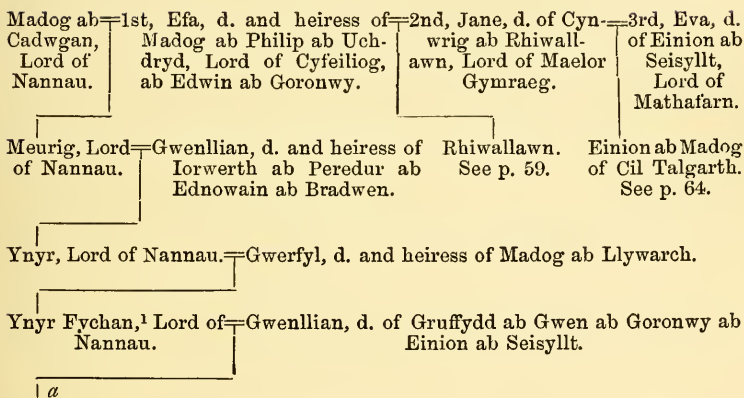 Madog ab=1st, Efa, d. and heiress of=2nd, Jane, d. of Cyn-=3rd, Eva, d.
Cadwgan, Madog ab Philip ab Uch- wrig ab Rhiwall- of Einion ab
Lord of dryd, Lord of Cyfeiliog, awn, Lord of Maelor Seisyllt,
Nannau. ab Edwin ab Goronwy. Gymraeg. Lord of
Mathafarn.
Meurig, Lord=Gwenllian, d. and heiress of Rhiwallawn. Einion ab Madog
of Nannau. Iorwerth ab Peredur ab See p. 59. of Cil Talgarth.
Ednowain ab Bradwen. See p. 64.
Ynyr, Lord of Nannau.=Gwerfyl, d. and heiress of Madog ab Llywarch.
Ynyr Fychan,¹ Lord of=Gwenllian, d. of Gruffydd ab Gwen ab Goronwy ab
Nannau. Einion ab Seisyllt.
a